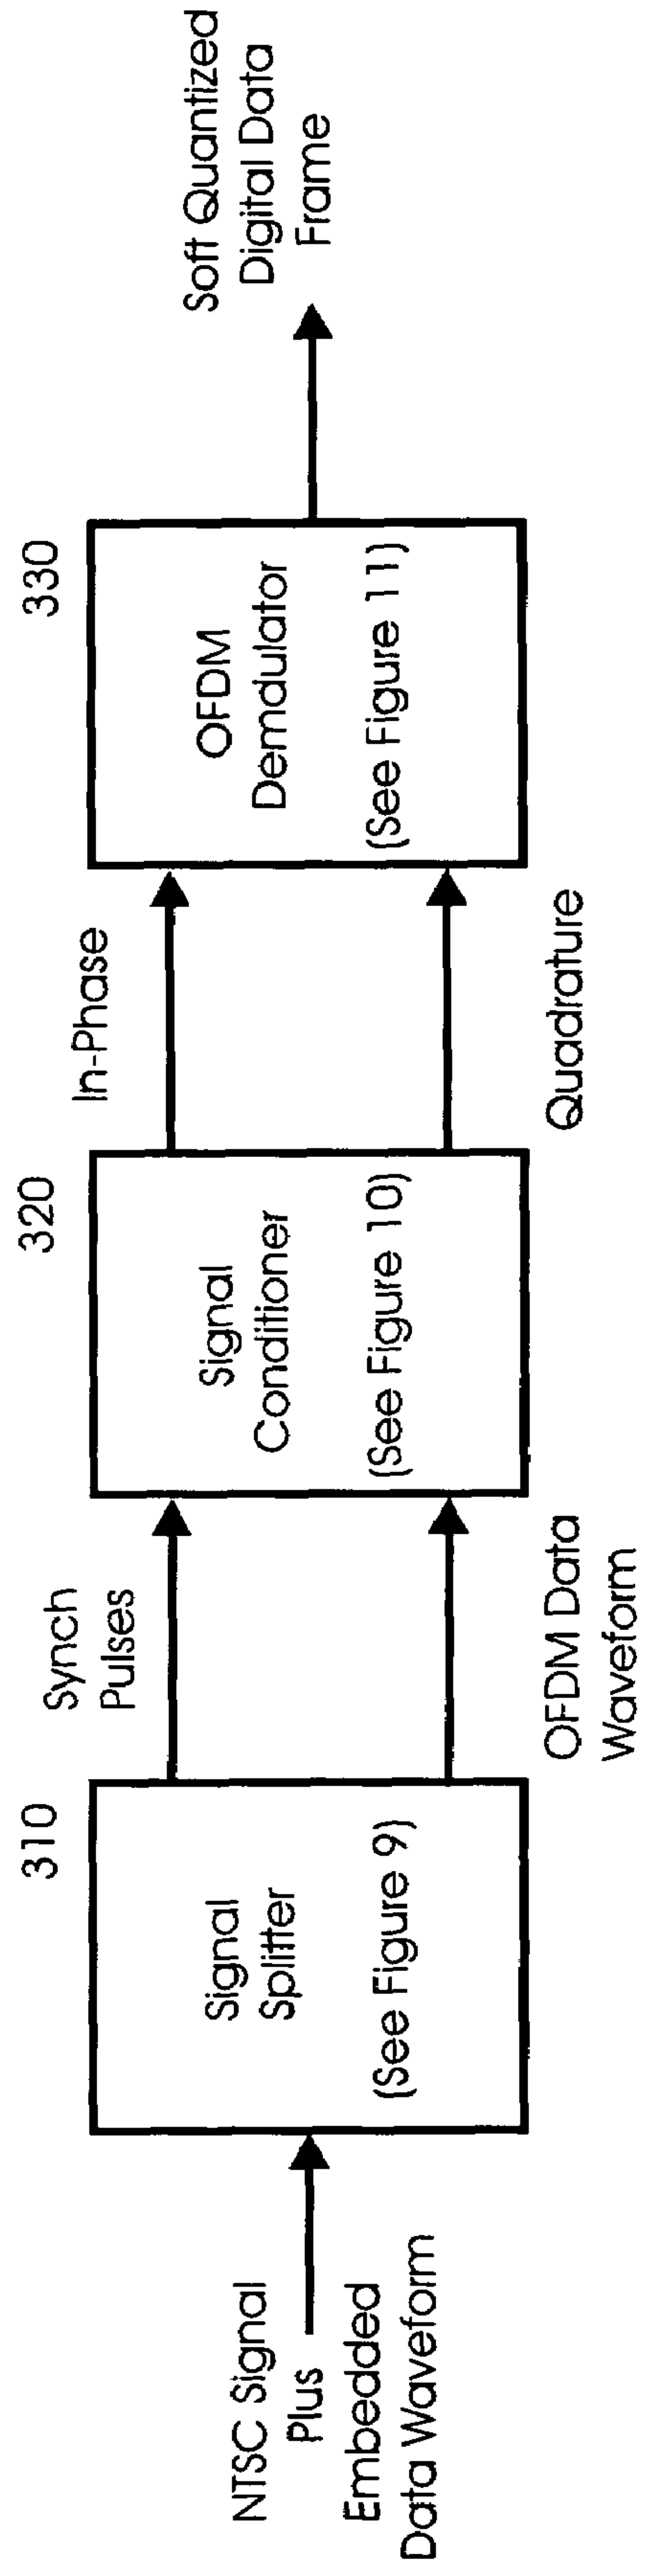 NTSC Signal
Plus
Embedded
Data Waveform
310
Signal
Splitter
(See Figure 9)
Synch
Pulses
OFDM Data
Waveform
320
Signal
Conditioner
(See Figure 10)
In-Phase
Quadrature
330
OFDM
Demdulator
(See Figure 11)
Soft Quantized
Digital Data
Frame